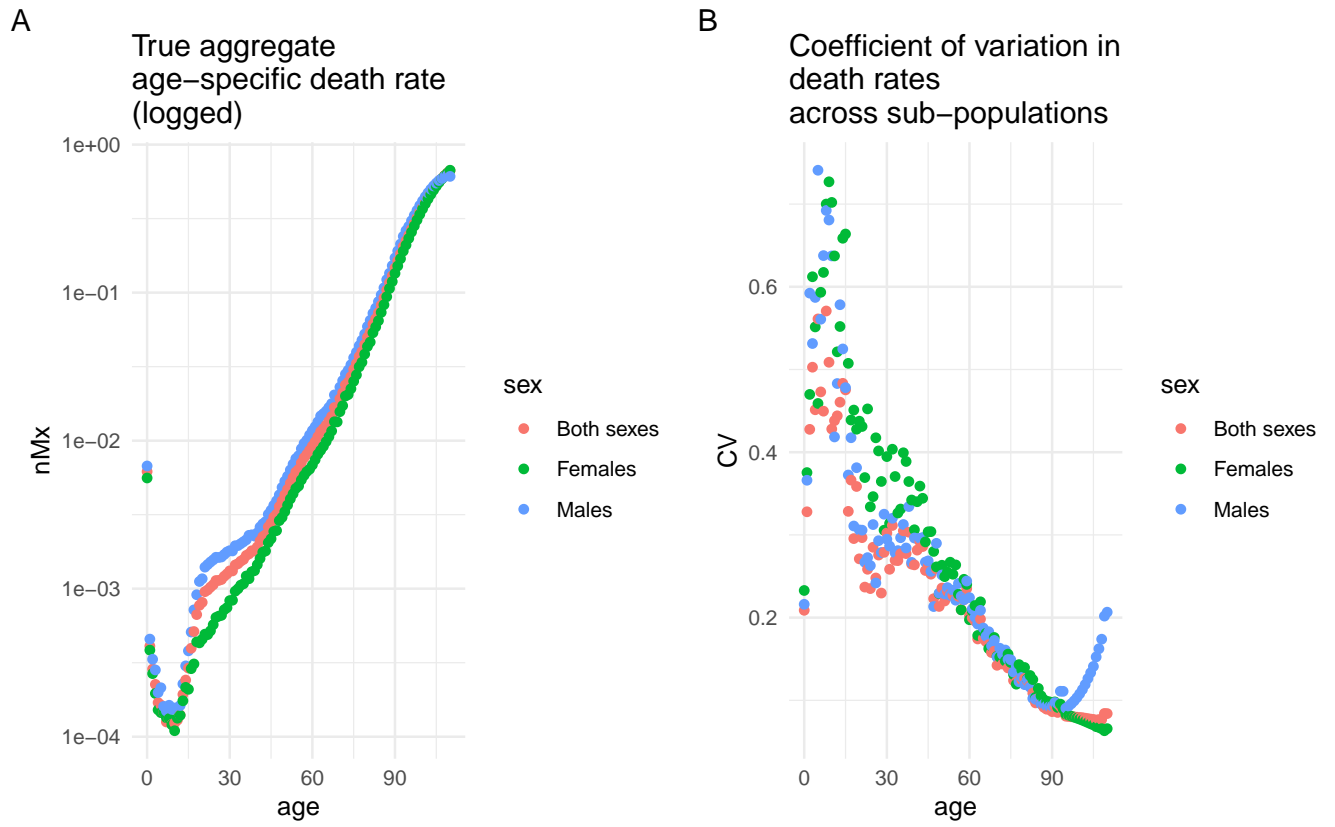 A
True aggregate
age−specific death rate
(logged)
1e+00
1e−01
1e−02
1e−03
1e−04
nMx
0
30
60
90
age
sex
Both sexes
Females
Males
B
Coefficient of variation in
death rates
across sub−populations
0.6
0.4
0.2
CV
0
30
60
90
age
sex
Both sexes
Females
Males